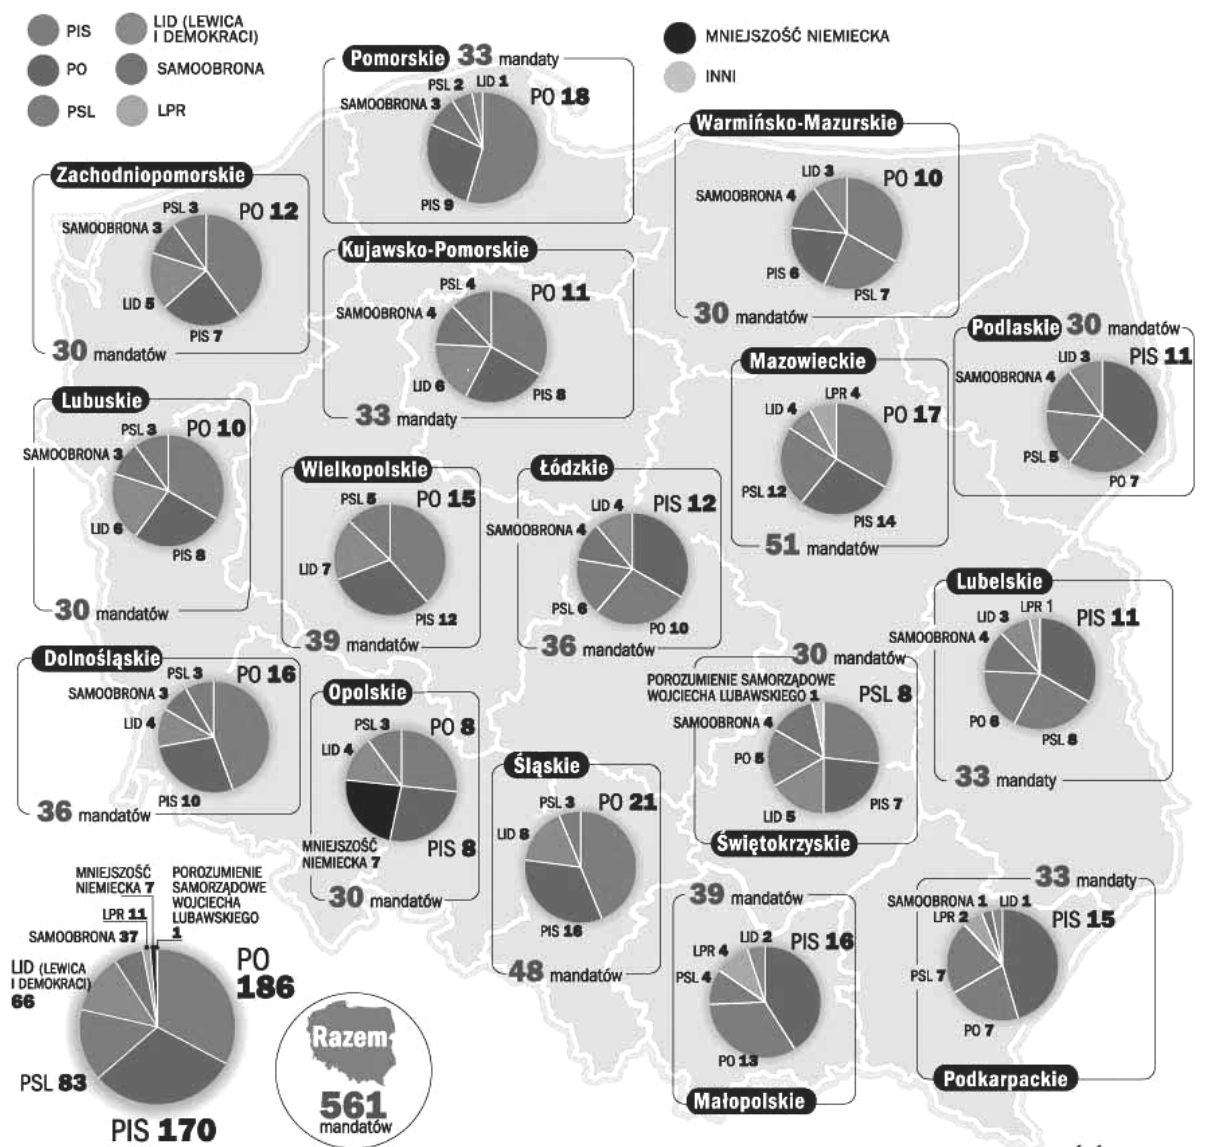 PIS
LID (LEWICA
I DEMOKRACI)
PO
SAMOOBRONA
PSL
LPR
MNIEJSZOŚĆ NIEMIECKA
INNI
Pomorskie 33 mandaty
PSL 2 LID 1
SAMOOBRONA 3
PO 18
PIS 9
Warmińsko-Mazurskie
LID 3
PO 10
SAMOOBRONA 4
PIS 6
PSL 7
30 mandatów
Zachodniopomorskie
PSL 3
PO 12
SAMOOBRONA 3
LID 5
PIS 7
30 mandatów
Kujawsko-Pomorskie
PSL 4
PO 11
SAMOOBRONA 4
LID 6
PIS 8
33 mandaty
Podlaskie 30 mandatów
LID 3
PIS 11
SAMOOBRONA 4
PSL 5
PO 7
Mazowieckie
LPR 4
LID 4
PO 17
PSL 12
PIS 14
51 mandatów
Lubuskie
PSL 3
PO 10
SAMOOBRONA 3
LID 6
PIS 8
30 mandatów
Wielkopolskie
PSL 5
PO 15
LID 7
PIS 12
39 mandatów
Łódzkie
LID 4
PIS 12
SAMOOBRONA 4
PSL 6
PO 10
36 mandatów
Lubelskie
LPR 1
LID 3
PIS 11
SAMOOBRONA 4
PO 6
PSL 8
33 mandaty
Dolnośląskie
PSL 3
PO 16
SAMOOBRONA 3
LID 4
PIS 10
36 mandatów
Opolskie
PSL 3
PO 8
LID 4
MNIEJSZOŚĆ
NIEMIECKA 7
PIS 8
30 mandatów
30 mandatów
POROZUMIENIE SAMORZĄDOWE
WOJCIECHA LUBAWSKIEGO 1
PSL 8
SAMOOBRONA 4
PO 5
LID 5
PIS 7
Świętokrzyskie
Śląskie
PSL 3
PO 21
LID 8
PIS 16
48 mandatów
39
mandatów
LID 2
PIS 16
LPR 4
PSL 4
PO 13
Małopolskie
33 mandaty
SAMOOBRONA 1 LID 1
LPR 2
PIS 15
PSL 7
PO 7
Podkarpackie
MNIEJSZOŚĆ
NIEMIECKA 7
POROZUMIENIE
SAMORZĄDOWE
WOJCIECHA
LUBAWSKIEGO
1
LPR 11
SAMOOBRONA 37
LID (LEWICA
I DEMOKRACI)
66
PO
186
PSL 83
PIS 170
Razem
561
mandatów